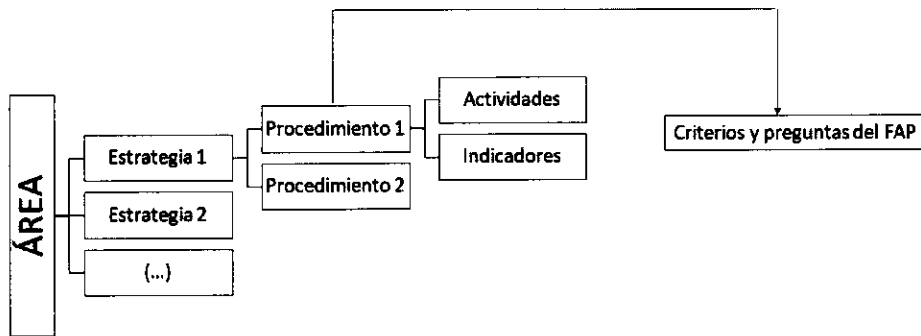 ÁREA
Estrategia 1
Estrategia 2
(...)
Procedimiento 1
Procedimiento 2
Actividades
Indicadores
Criterios y preguntas del FAP